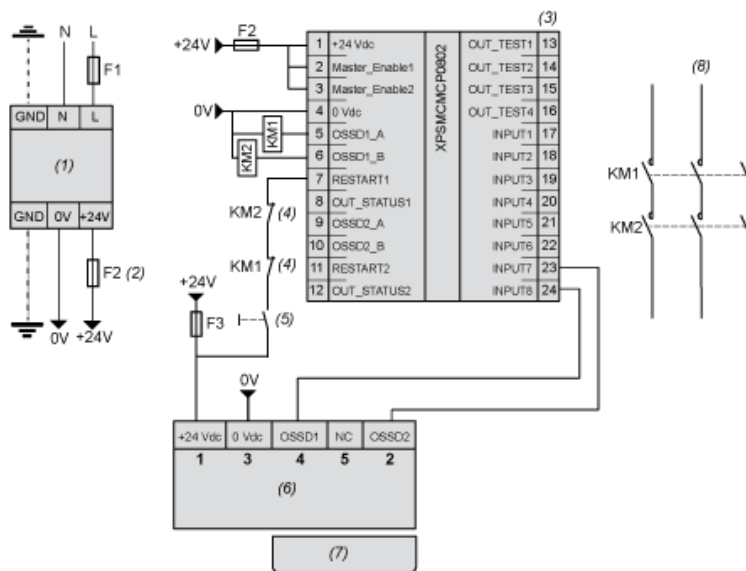 N L
F1
GND N L
(1)
GND 0V +24V
F2 (2)
0V +24V
(3)
+24V F2
0V
KM1
KM2
XPSMCMCP0802
1 +24 Vdc OUT_TEST1 13
2 Master_Enable1 OUT_TEST2 14
3 Master_Enable2 OUT_TEST3 15
4 0 Vdc OUT_TEST4 16
5 OSSD1_A INPUT1 17
6 OSSD1_B INPUT2 18
7 RESTART1 INPUT3 19
8 OUT_STATUS1 INPUT4 20
9 OSSD2_A INPUT5 21
10 OSSD2_B INPUT6 22
11 RESTART2 INPUT7 23
12 OUT_STATUS2 INPUT8 24
KM2 (4)
KM1 (4)
+24V
F3
(5)
0V
+24 Vdc 0 Vdc OSSD1 NC OSSD2
1 3 4 5 2
(6)
(7)
(8)
KM1
KM2